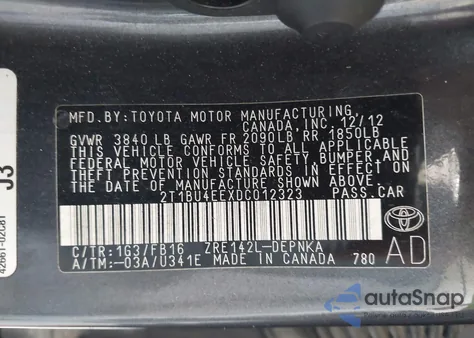 MFD. BY: TOYOTA MOTOR MANUFACTURING,
CANADA, INC. 12/12
GVWR 3840 LB GAWR FR 2090LB RR 1850LB
THIS VEHICLE CONFORMS TO ALL APPLICABLE
FEDERAL MOTOR VEHICLE SAFETY, BUMPER, AND
THEFT PREVENTION STANDARDS IN EFFECT ON
THE DATE OF MANUFACTURE SHOWN ABOVE.
2T1BU4EEXDC012323 PASS. CAR
C/TR: 1G3/FB16 ZRE142L-DEPNKA
A/TM: -03A/U341E MADE IN CANADA 780
AD
J3
42661-02C81
autoSnap